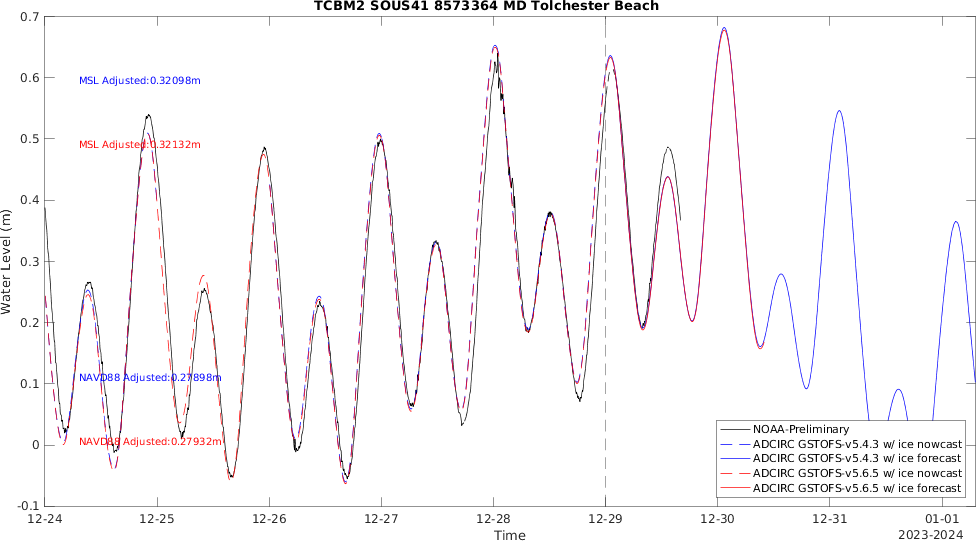 TCBM2 SOUS41 8573364 MD Tolchester Beach
0.7
0.6
0.5
0.4
0.3
0.2
0.1
0
-0.1
Water Level (m)
MSL Adjusted:0.32098m
MSL Adjusted:0.32132m
NAVD88 Adjusted:0.27898m
NAVD88 Adjusted:0.27932m
NOAA-Preliminary
ADCIRC GSTOFS-v5.4.3 w/ ice nowcast
ADCIRC GSTOFS-v5.4.3 w/ ice forecast
ADCIRC GSTOFS-v5.6.5 w/ ice nowcast
ADCIRC GSTOFS-v5.6.5 w/ ice forecast
12-24 12-25 12-26 12-27 12-28 12-29 12-30 12-31 01-01
Time
2023-2024